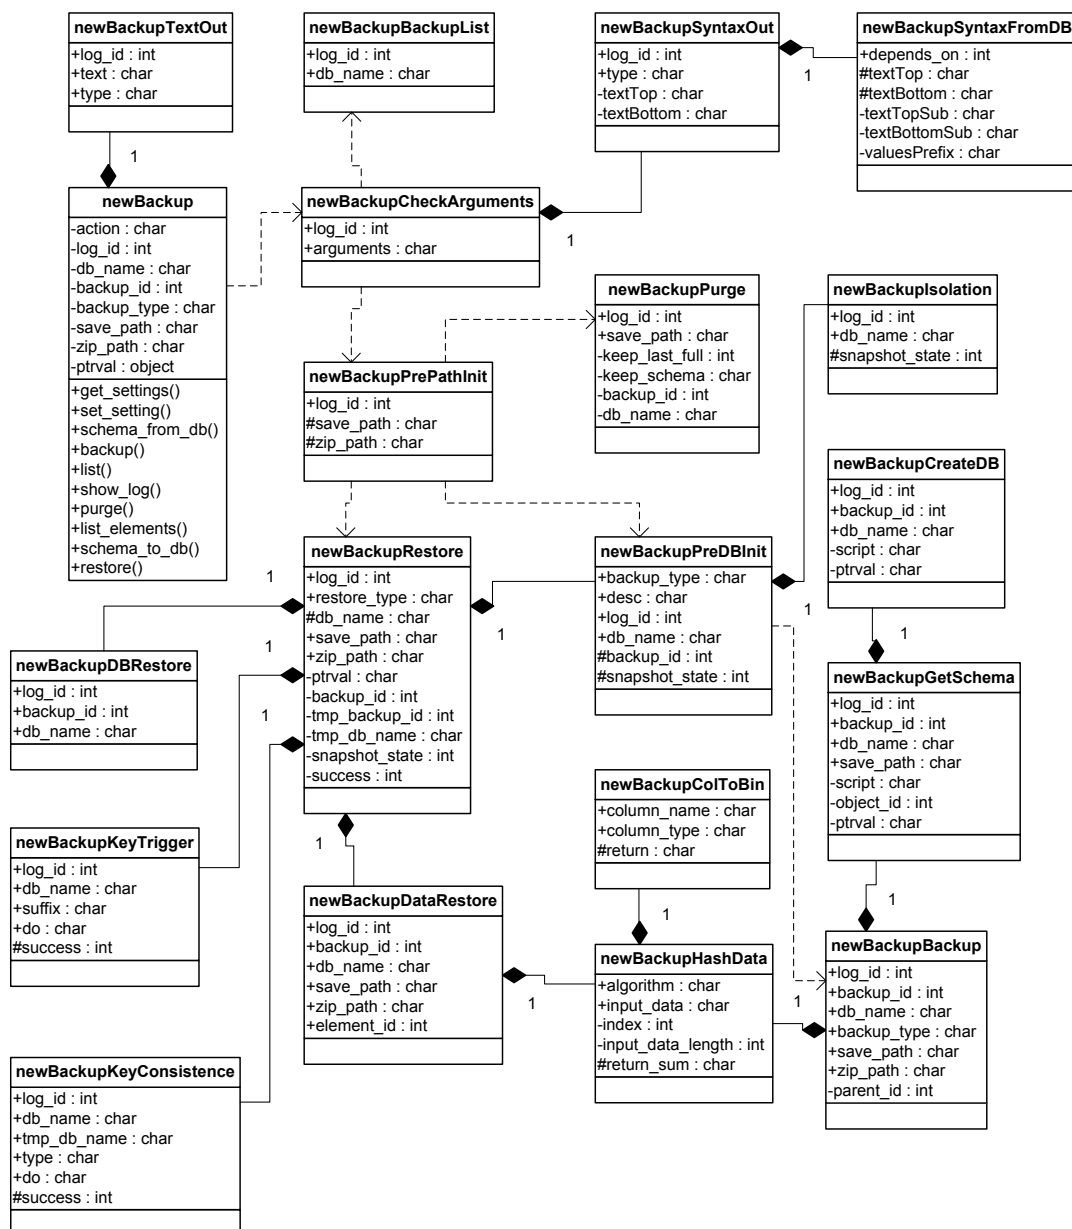 newBackupTextOut
+log_id : int
+text : char
+type : char
newBackupBackupList
+log_id : int
+db_name : char
newBackupSyntaxOut
+log_id : int
+type : char
-textTop : char
-textBottom : char
1
newBackupSyntaxFromDB
+depends_on : int
#textTop : char
#textBottom : char
-textTopSub : char
-textBottomSub : char
-valuesPrefix : char
1
newBackup
-action : char
-log_id : int
-db_name : char
-backup_id : int
-backup_type : char
-save_path : char
-zip_path : char
-ptrval : object
+get_settings()
+set_setting()
+schema_from_db()
+backup()
+list()
+show_log()
+purge()
+list_elements()
+schema_to_db()
+restore()
newBackupCheckArguments
+log_id : int
+arguments : char
1
newBackupPurge
+log_id : int
+save_path : char
-keep_last_full : int
-keep_schema : char
-backup_id : int
-db_name : char
newBackupIsolation
+log_id : int
+db_name : char
#snapshot_state : int
newBackupPrePathInit
+log_id : int
#save_path : char
#zip_path : char
newBackupCreateDB
+log_id : int
+backup_id : int
+db_name : char
-script : char
-ptrval : char
newBackupRestore
+log_id : int
+restore_type : char
#db_name : char
+save_path : char
+zip_path : char
-ptrval : char
-backup_id : int
-tmp_backup_id : int
-tmp_db_name : char
-snapshot_state : int
-success : int
1
1
1
1
1
newBackupPreDBInit
+backup_type : char
+desc : char
+log_id : int
+db_name : char
#backup_id : int
#snapshot_state : int
1
1
newBackupDBRestore
+log_id : int
+backup_id : int
+db_name : char
newBackupGetSchema
+log_id : int
+backup_id : int
+db_name : char
+save_path : char
-script : char
-object_id : int
-ptrval : char
newBackupColToBin
+column_name : char
+column_type : char
#return : char
newBackupKeyTrigger
+log_id : int
+db_name : char
+suffix : char
+do : char
#success : int
newBackupDataRestore
+log_id : int
+backup_id : int
+db_name : char
+save_path : char
+zip_path : char
+element_id : int
1
1
newBackupHashData
+algorithm : char
+input_data : char
-index : int
-input_data_length : int
#return_sum : char
1
1
newBackupBackup
+log_id : int
+backup_id : int
+db_name : char
+backup_type : char
+save_path : char
+zip_path : char
-parent_id : int
newBackupKeyConsistence
+log_id : int
+db_name : char
+tmp_db_name : char
+type : char
+do : char
#success : int